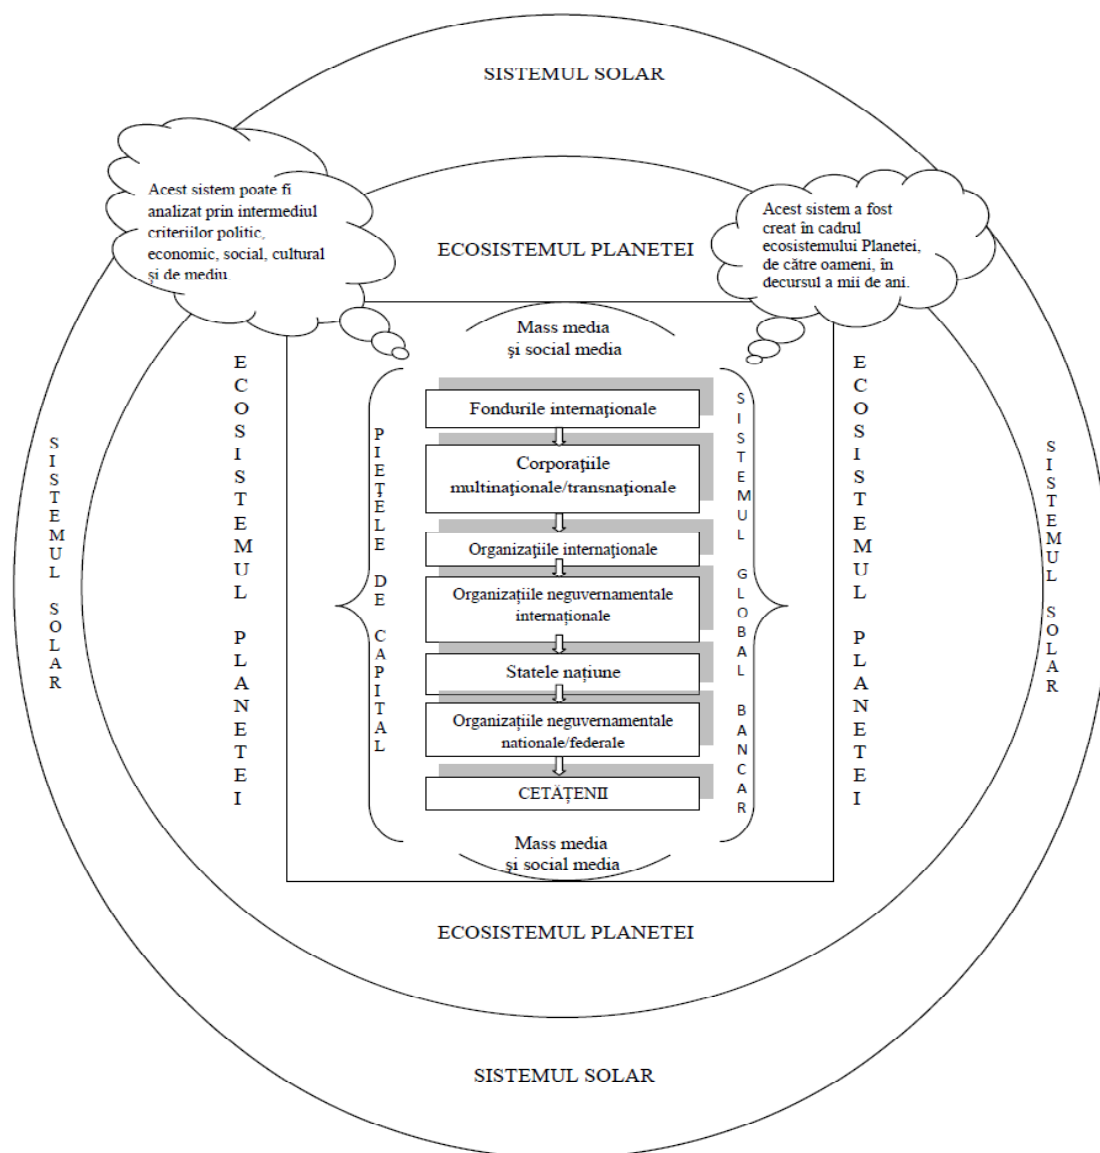 SISTEMUL SOLAR
Acest sistem poate fi
analizat prin intermediul
criteriilor politic,
economic, social, cultural
și de mediu.
Acest sistem a fost
creat în cadrul
ecosistemului Planetei,
de către oameni, în
decursul a mii de ani.
ECOSISTEMUL PLANETEI
Mass media
și social media
SISTEMUL SOLAR
ECOSISTEMUL PLANETEI
PIEȚELE DE CAPITAL
Fondurile internaționale
Corporațiile
multinaționale/transnaționale
Organizațiile internaționale
Organizațiile neguvernamentale
internaționale
Statele națiune
Organizațiile neguvernamentale
nationale/federale
CETĂȚENII
SISTEMUL GLOBAL BANCAR
ECOSISTEMUL PLANETEI
SISTEMUL SOLAR
Mass media
și social media
ECOSISTEMUL PLANETEI
SISTEMUL SOLAR